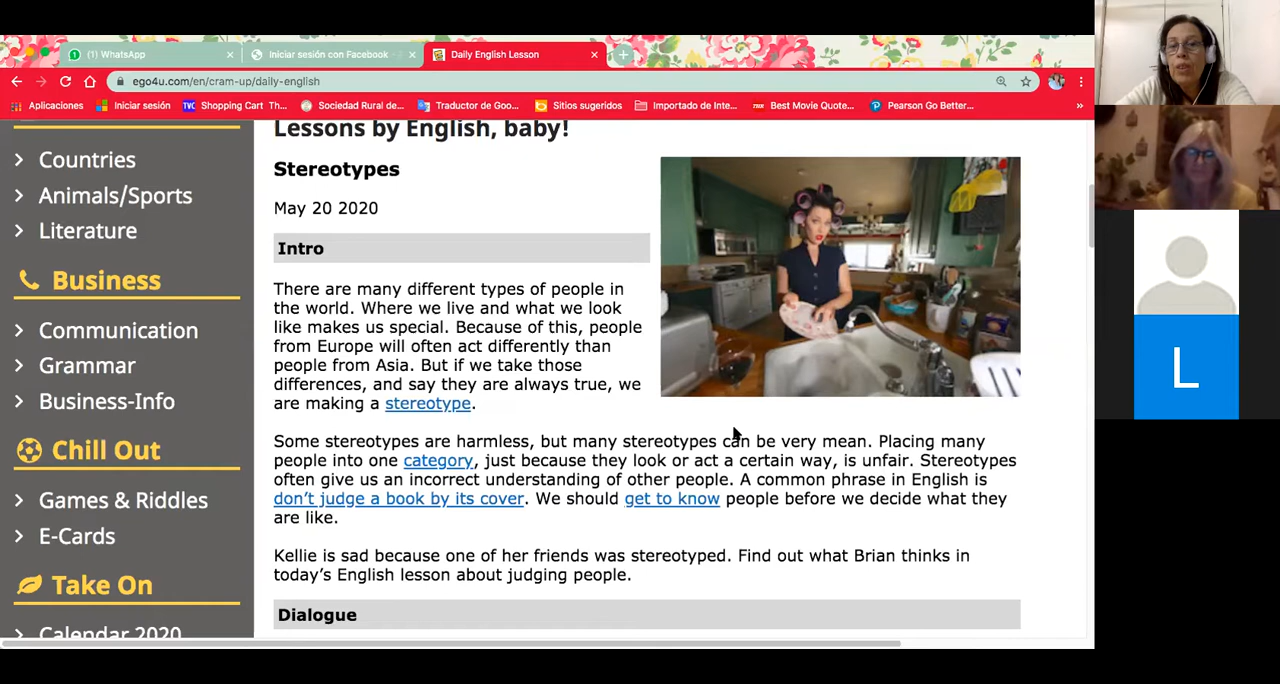 (1) WhatsApp
Iniciar sesión con Facebook
Daily English Lesson
ego4u.com/en/cram-up/daily-english
Aplicaciones
Iniciar sesión
TVC
Shopping Cart Th...
Sociedad Rural de...
Traductor de Goo...
Sitios sugeridos
Importado de Inte...
Best Movie Quote...
Pearson Go Better...
»
Countries
Animals/Sports
Literature
Business
Communication
Grammar
Business-Info
Chill Out
Games & Riddles
E-Cards
Take On
Calendar 2020
Lessons by English, baby!
Stereotypes
May 20 2020
Intro
There are many different types of people in
the world. Where we live and what we look
like makes us special. Because of this, people
from Europe will often act differently than
people from Asia. But if we take those
differences, and say they are always true, we
are making a stereotype.
Some stereotypes are harmless, but many stereotypes can be very mean. Placing many
people into one category, just because they look or act a certain way, is unfair. Stereotypes
often give us an incorrect understanding of other people. A common phrase in English is
don't judge a book by its cover. We should get to know people before we decide what they
are like.
Kellie is sad because one of her friends was stereotyped. Find out what Brian thinks in
today's English lesson about judging people.
Dialogue
L